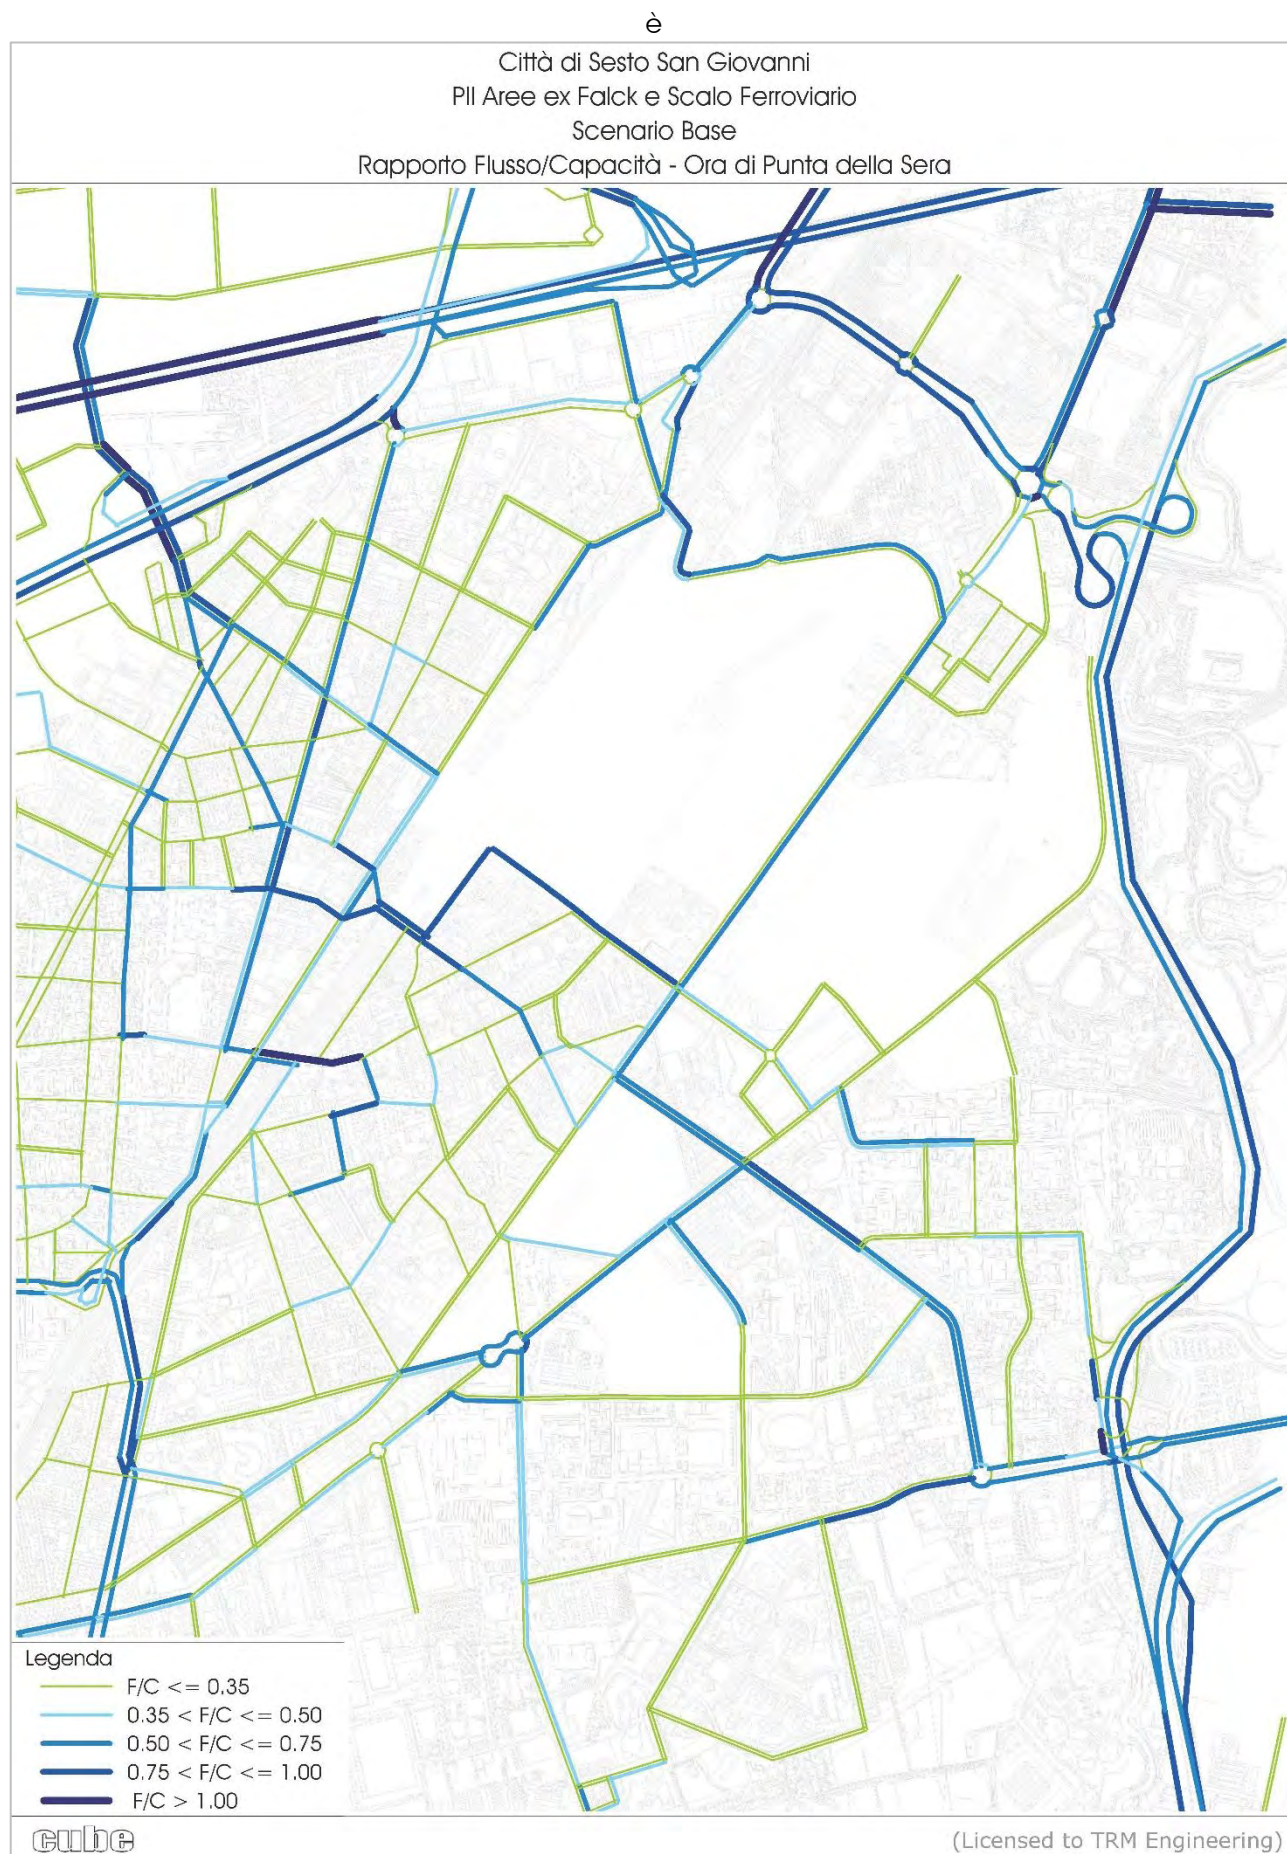 è
Città di Sesto San Giovanni
PII Aree ex Falck e Scalo Ferroviario
Scenario Base
Rapporto Flusso/Capacità - Ora di Punta della Sera
Legenda
F/C <= 0.35
0.35 < F/C <= 0.50
0.50 < F/C <= 0.75
0.75 < F/C <= 1.00
F/C > 1.00
cube
(Licensed to TRM Engineering)